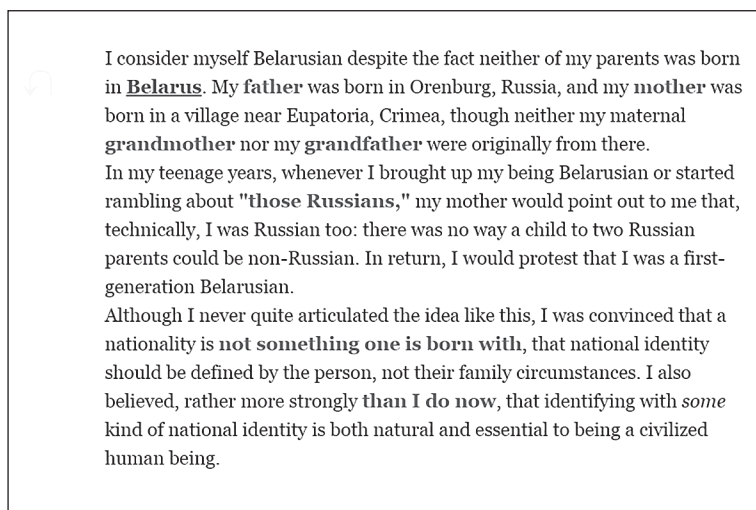 I consider myself Belarusian despite the fact neither of my parents was born
in Belarus. My father was born in Orenburg, Russia, and my mother was
born in a village near Eupatoria, Crimea, though neither my maternal
grandmother nor my grandfather were originally from there.
In my teenage years, whenever I brought up my being Belarusian or started
rambling about "those Russians," my mother would point out to me that,
technically, I was Russian too: there was no way a child to two Russian
parents could be non-Russian. In return, I would protest that I was a first-
generation Belarusian.
Although I never quite articulated the idea like this, I was convinced that a
nationality is not something one is born with, that national identity
should be defined by the person, not their family circumstances. I also
believed, rather more strongly than I do now, that identifying with some
kind of national identity is both natural and essential to being a civilized
human being.